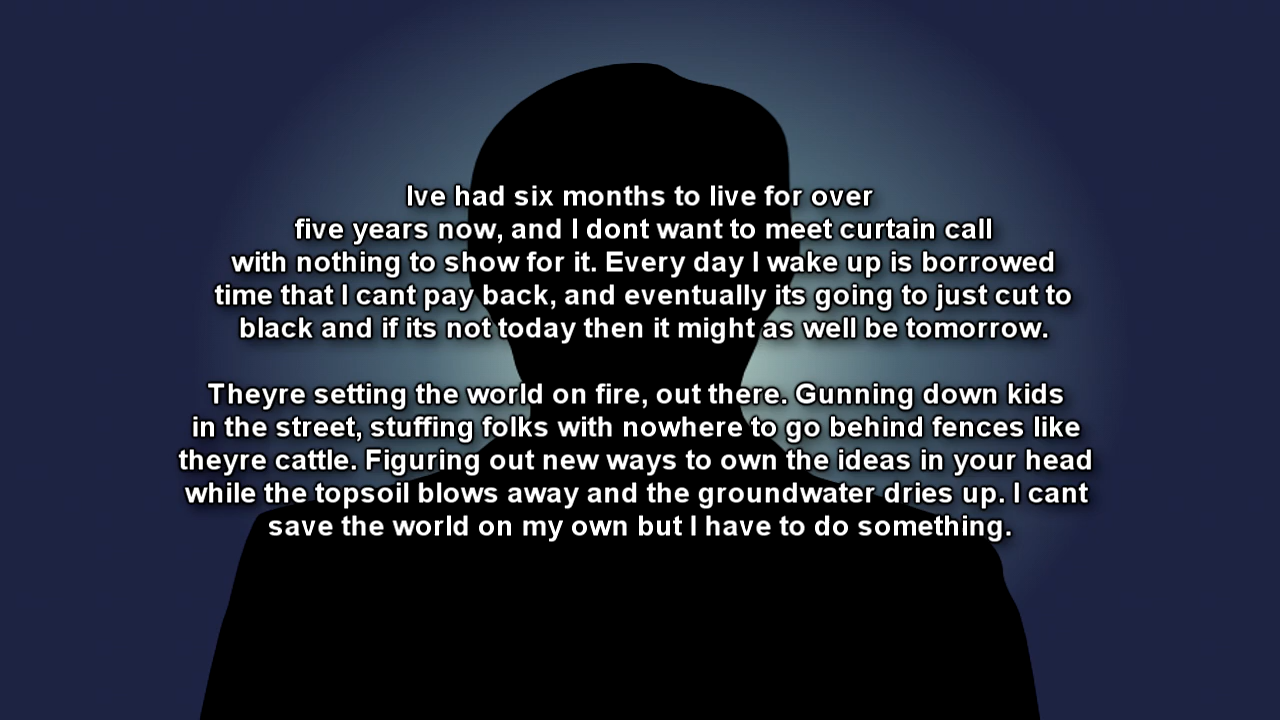 Ive had six months to live for over
five years now, and I dont want to meet curtain call
with nothing to show for it. Every day I wake up is borrowed
time that I cant pay back, and eventually its going to just cut to
black and if its not today then it might as well be tomorrow.
Theyre setting the world on fire, out there. Gunning down kids
in the street, stuffing folks with nowhere to go behind fences like
theyre cattle. Figuring out new ways to own the ideas in your head
while the topsoil blows away and the groundwater dries up. I cant
save the world on my own but I have to do something.